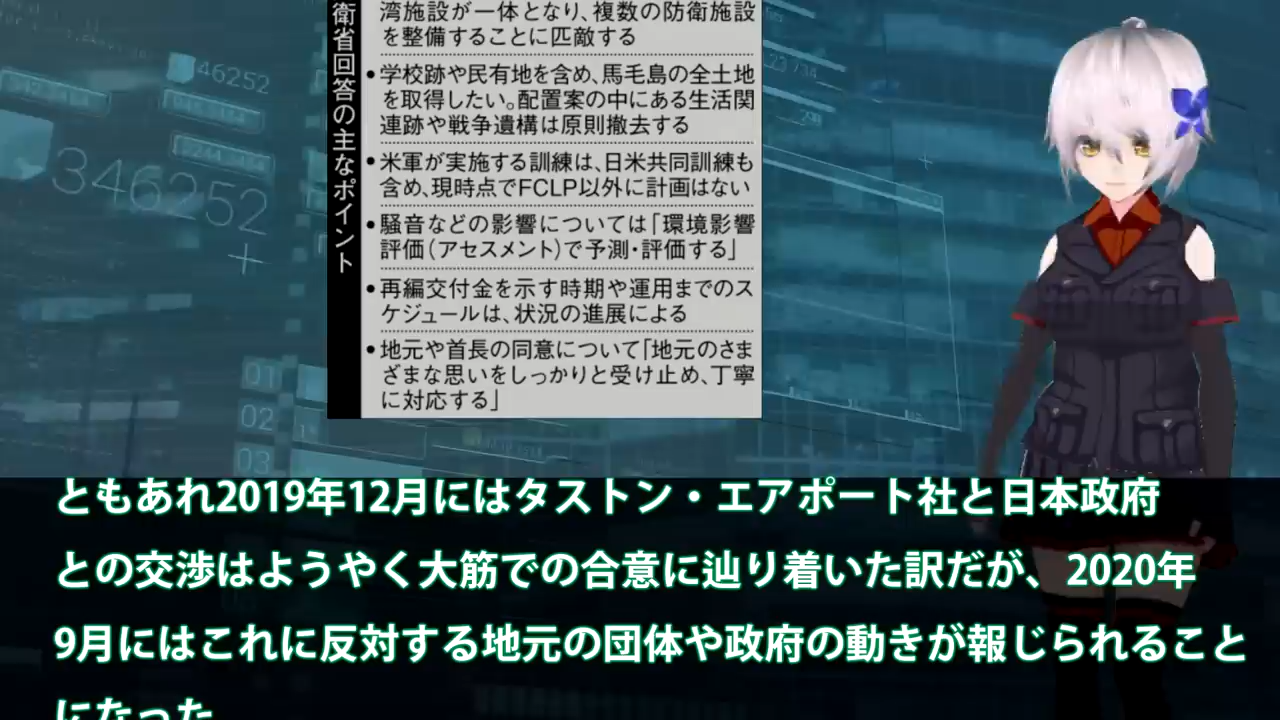 衛省回答の主なポイント
湾施設が一体となり、複数の防衛施設
を整備することに匹敵する
●学校跡や民有地を含め、馬毛島の全土地
を取得したい。配置案の中にある生活関
連跡や戦争遺構は原則撤去する
●米軍が実施する訓練は、日米共同訓練も
含め、現時点でFCLP以外に計画はない
●騒音などの影響については「環境影響
評価(アセスメント)で予測・評価する」
●再編交付金を示す時期や運用までのス
ケジュールは、状況の進展による
●地元や首長の同意について「地元のさま
ざまな思いをしっかりと受け止め、丁寧
に対応する」
46252
346252
01
02
03
ともあれ2019年12月にはタストン・エアポート社と日本政府
との交渉はようやく大筋での合意に辿り着いた訳だが、2020年
9月にはこれに反対する地元の団体や政府の動きが報じられること
になった